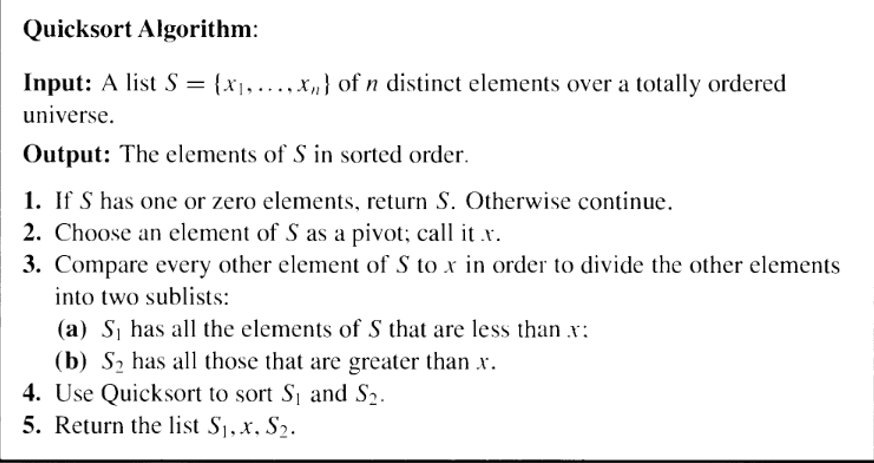 Quicksort Algorithm:
Input: A list S = {x₁, . . . , xₙ} of n distinct elements over a totally ordered
universe.
Output: The elements of S in sorted order.
1. If S has one or zero elements, return S. Otherwise continue.
2. Choose an element of S as a pivot; call it x.
3. Compare every other element of S to x in order to divide the other elements
into two sublists:
(a) S₁ has all the elements of S that are less than x;
(b) S₂ has all those that are greater than x.
4. Use Quicksort to sort S₁ and S₂.
5. Return the list S₁, x, S₂.